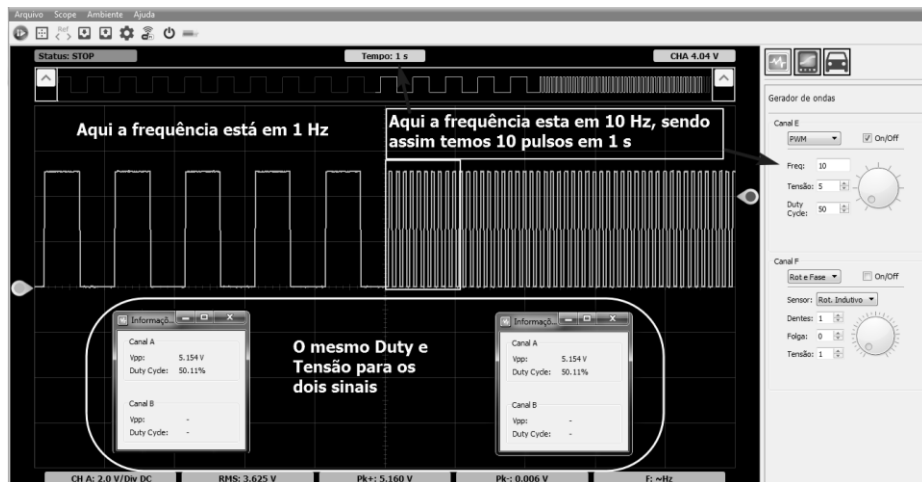 Arquivo Scope Ambiente Ajuda
Ref
Status: STOP
Tempo: 1 s
CHA 4.04 V
Aqui a frequência está em 1 Hz
Aqui a frequência esta em 10 Hz, sendo
assim temos 10 pulsos em 1 s
Informaçõ...
Canal A
Vpp: 5.154 V
Duty Cycle: 50.11%
Canal B
Vpp: -
Duty Cycle: -
O mesmo Duty e
Tensão para os
dois sinais
Informaçõ...
Canal A
Vpp: 5.154 V
Duty Cycle: 50.11%
Canal B
Vpp: -
Duty Cycle: -
CH A: 2.0 V/Div DC
RMS: 3.625 V
Pk+: 5.160 V
Pk-: 0.006 V
F: ~Hz
Gerador de ondas
Canal E
PWM On/Off
Freq: 10
Tensão: 5
Duty
Cycle: 50
Canal F
Rot e Fase On/Off
Sensor: Rot. Indutivo
Dentes: 1
Folga: 0
Tensão: 1